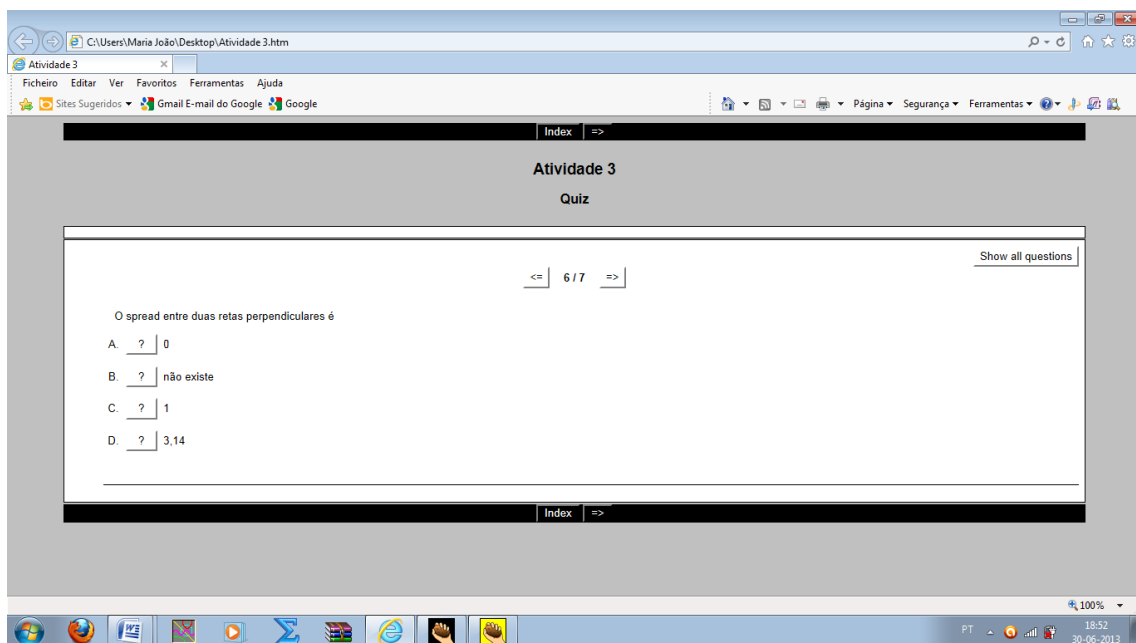 C:\Users\Maria João\Desktop\Atividade 3.htm
Atividade 3
Ficheiro Editar Ver Favoritos Ferramentas Ajuda
Sites Sugeridos Gmail E-mail do Google Google Página Segurança Ferramentas
Index =>
Atividade 3
Quiz
Show all questions
<= 6 / 7 =>
O spread entre duas retas perpendiculares é
A. ? 0
B. ? não existe
C. ? 1
D. ? 3,14
Index =>
100%
PT 18:52
30-06-2013